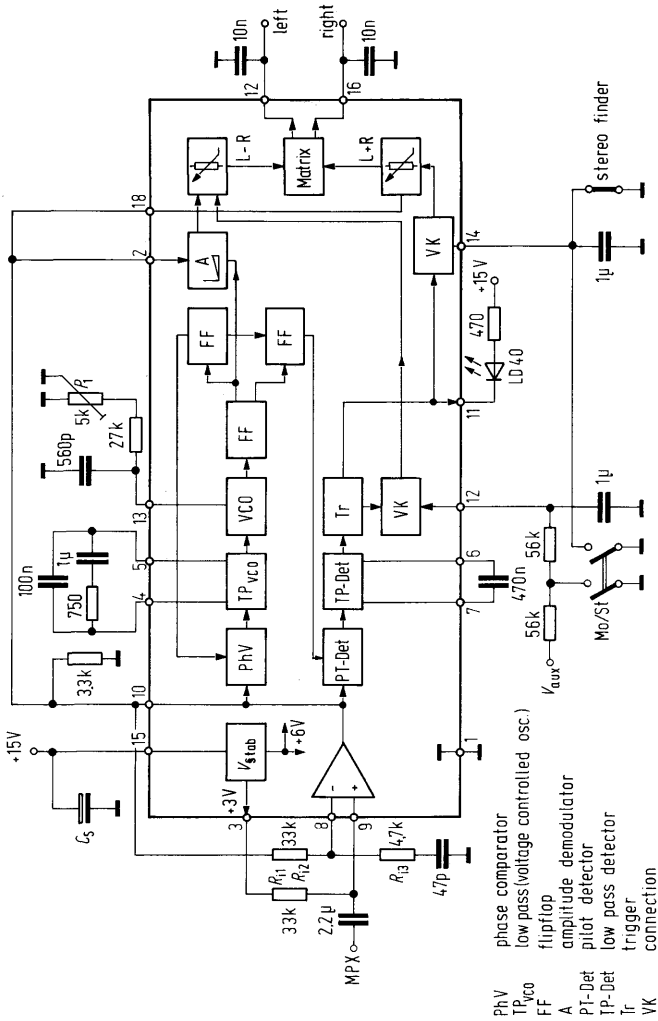 +15V
Cs
15
3,3k
10
100n
750
1µ
4
5
560p
27k
5k
P1
13
2
18
Vstab
+3V
+6V
PhV
TPVCO
VCO
FF
FF
FF
A
L-R
Matrix
L+R
10n
left
12
right
16
10n
3
8
9
33k
Ri1
33k
Ri2
Ri3
4,7k
47p
2.2µ
MPX
-
+
PT-Det
TP-Det
Tr
VK
VK
1
7
6
470n
12
11
14
LD40
470
+15V
1µ
stereo finder
Vaux
56k
56k
1µ
Mo/St
PhV phase comparator
TPVCO low pass(voltage controlled osc.)
FF flipflop
A amplitude demodulator
PT-Det pilot detector
TP-Det low pass detector
Tr trigger
VK connection